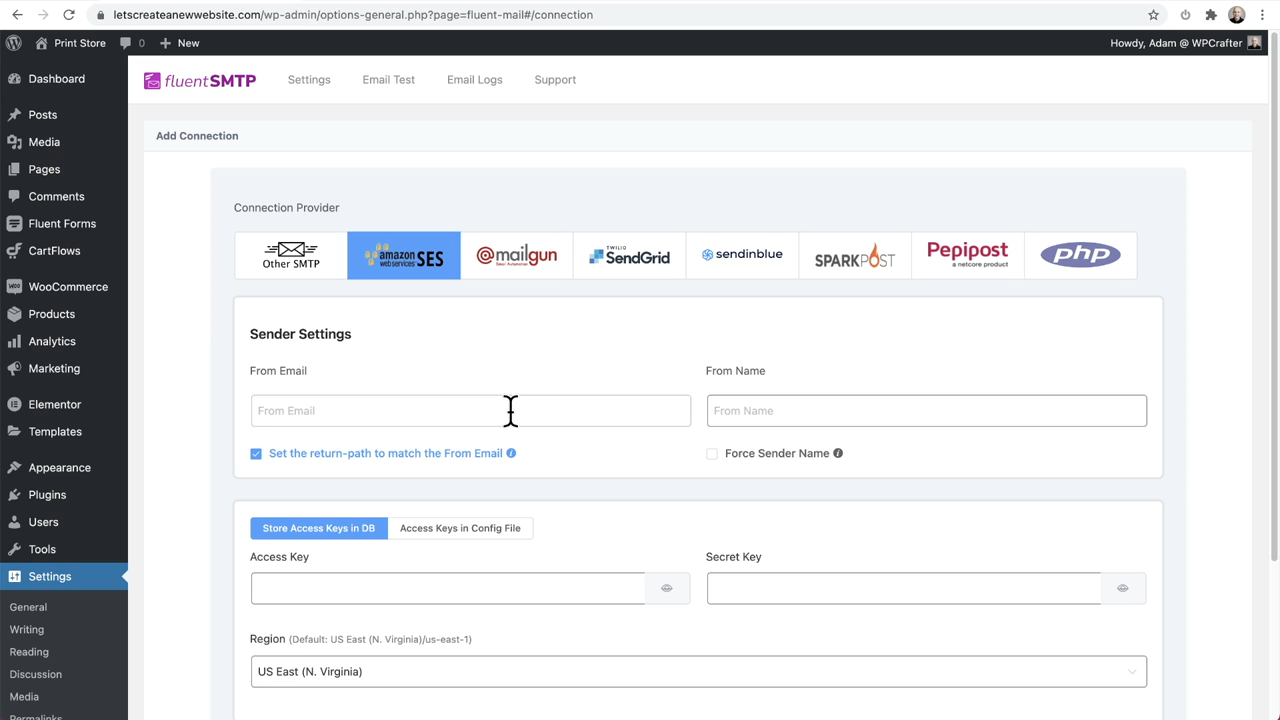 letscreateanewwebsite.com/wp-admin/options-general.php?page=fluent-mail#/connection
Print Store
0
New
Howdy, Adam @ WPCrafter
Dashboard
Posts
Media
Pages
Comments
Fluent Forms
CartFlows
WooCommerce
Products
Analytics
Marketing
Elementor
Templates
Appearance
Plugins
Users
Tools
Settings
General
Writing
Reading
Discussion
Media
Permalinks
fluentSMTP
Settings
Email Test
Email Logs
Support
Add Connection
Connection Provider
Other SMTP
amazon webservices SES
@mailgun
TWILIO SendGrid
sendinblue
SPARKPOST
Pepipost
a netcore product
php
Sender Settings
From Email
From Name
From Email
From Name
Set the return-path to match the From Email
Force Sender Name
Store Access Keys in DB
Access Keys in Config File
Access Key
Secret Key
Region (Default: US East (N. Virginia)/us-east-1)
US East (N. Virginia)